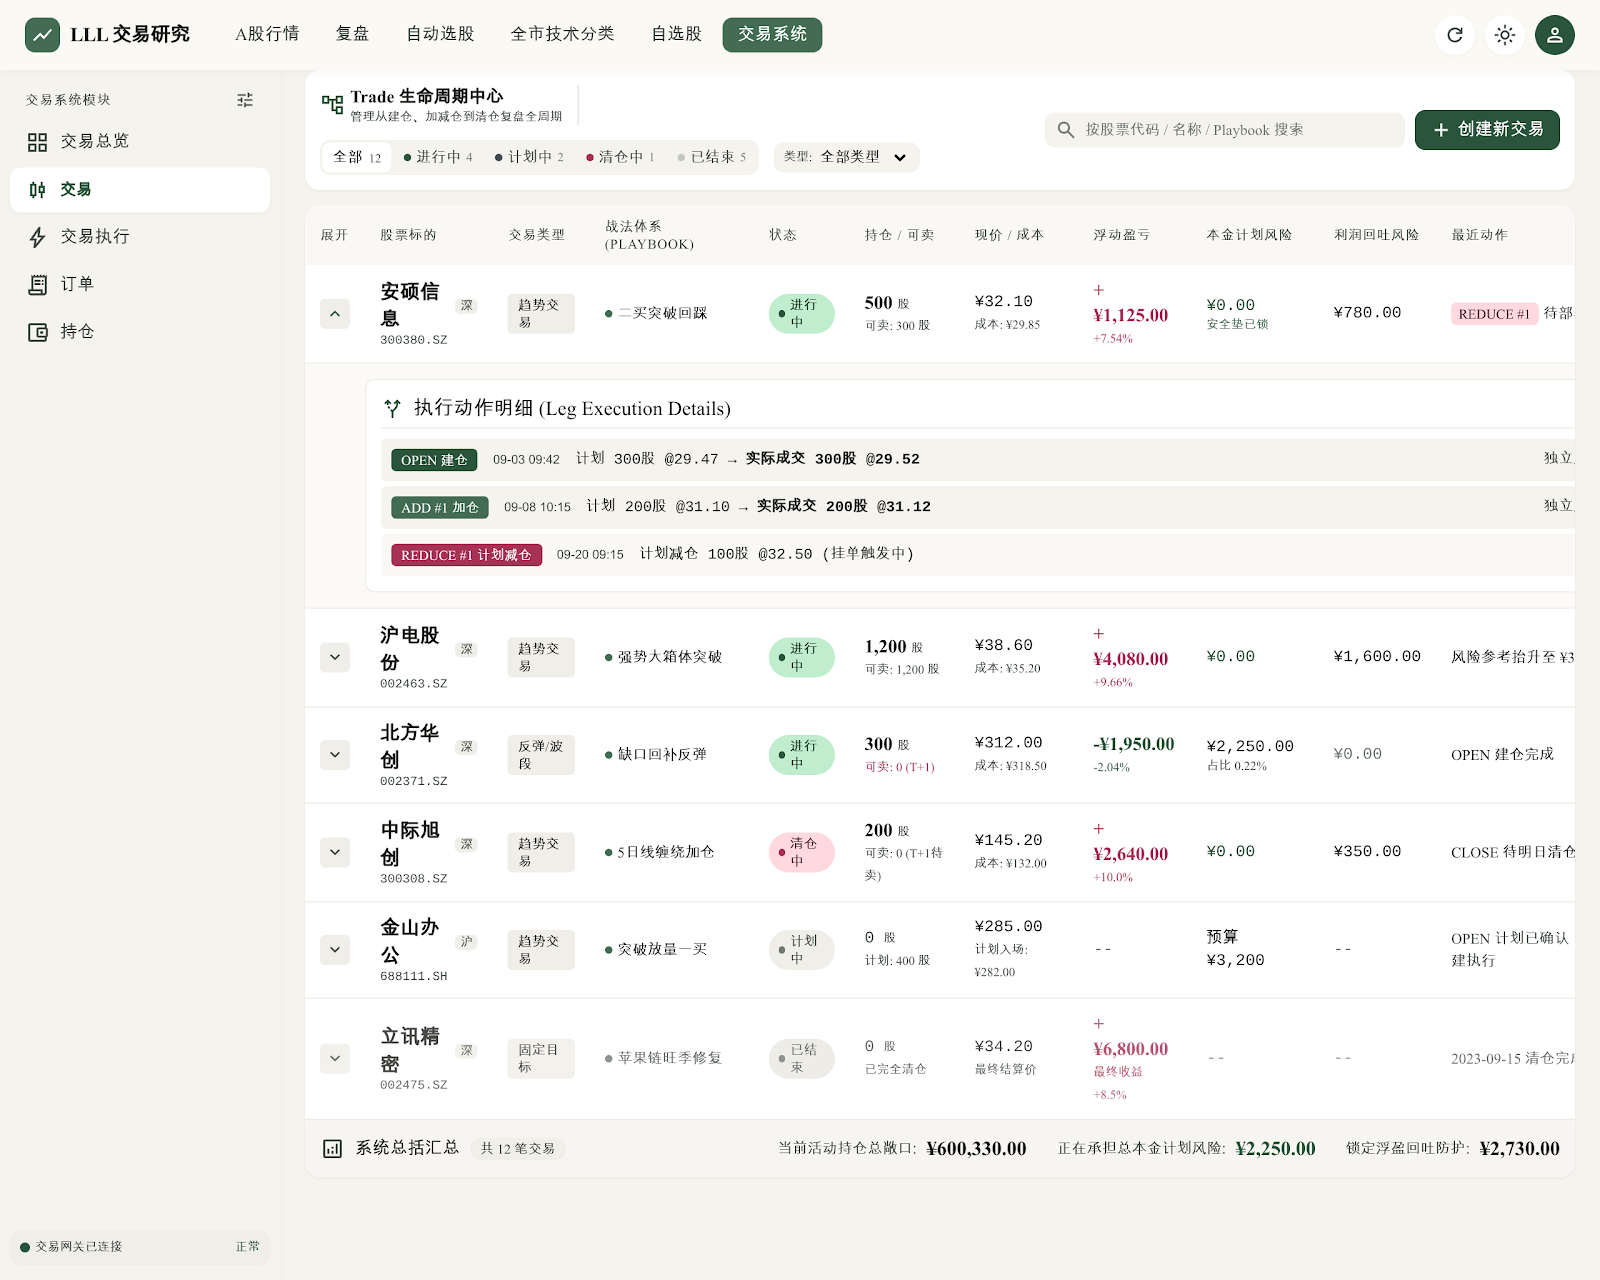 LLL 交易研究
A股行情
复盘
自动选股
全市技术分类
自选股
交易系统
交易系统模块
交易总览
交易
交易执行
订单
持仓
交易网关已连接
正常
Trade 生命周期中心
管理从建仓、加减仓到清仓复盘全周期
全部 12
进行中 4
计划中 2
清仓中 1
已结束 5
类型: 全部类型
按股票代码 / 名称 / Playbook 搜索
创建新交易
展开
股票标的
交易类型
战法体系
(PLAYBOOK)
状态
持仓 / 可卖
现价 / 成本
浮动盈亏
本金计划风险
利润回吐风险
最近动作
安硕信
息
深
300380.SZ
趋势交
易
二买突破回踩
进行
中
500 股
可卖: 300 股
¥32.10
成本: ¥29.85
+
¥1,125.00
+7.54%
¥0.00
安全垫已锁
¥780.00
REDUCE #1 待部
执行动作明细 (Leg Execution Details)
OPEN 建仓 09-03 09:42 计划 300股 @29.47 → 实际成交 300股 @29.52 独立
ADD #1 加仓 09-08 10:15 计划 200股 @31.10 → 实际成交 200股 @31.12 独立
REDUCE #1 计划减仓 09-20 09:15 计划减仓 100股 @32.50 (挂单触发中)
沪电股
份
深
002463.SZ
趋势交
易
强势大箱体突破
进行
中
1,200 股
可卖: 1,200 股
¥38.60
成本: ¥35.20
+
¥4,080.00
+9.66%
¥0.00
¥1,600.00
风险参考抬升至 ¥3
北方华
创
深
002371.SZ
反弹/波
段
缺口回补反弹
进行
中
300 股
可卖: 0 (T+1)
¥312.00
成本: ¥318.50
-¥1,950.00
-2.04%
¥2,250.00
占比 0.22%
¥0.00
OPEN 建仓完成
中际旭
创
深
300308.SZ
趋势交
易
5日线缠绕加仓
清仓
中
200 股
可卖: 0 (T+1待
卖)
¥145.20
成本: ¥132.00
+
¥2,640.00
+10.0%
¥0.00
¥350.00
CLOSE 待明日清仓
金山办
公
沪
688111.SH
趋势交
易
突破放量一买
计划
中
0 股
计划: 400 股
¥285.00
计划入场:
¥282.00
--
预算
¥3,200
--
OPEN 计划已确认
建执行
立讯精
密
深
002475.SZ
固定目
标
苹果链旺季修复
已结
束
0 股
已完全清仓
¥34.20
最终结算价
+
¥6,800.00
最终收益
+8.5%
--
--
2023-09-15 清仓完
系统总括汇总
共 12 笔交易
当前活动持仓总敞口: ¥600,330.00
正在承担总本金计划风险: ¥2,250.00
锁定浮盈回吐防护: ¥2,730.00